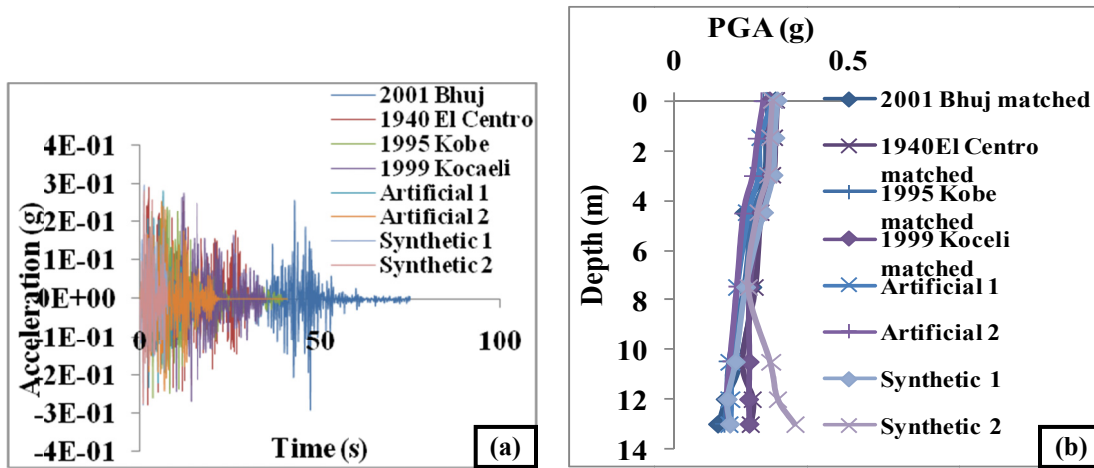 2001 Bhuj
1940 El Centro
1995 Kobe
1999 Kocaeli
Artificial 1
Artificial 2
Synthetic 1
Synthetic 2
4E-01
3E-01
2E-01
1E-01
0E+00
-1E-01
-2E-01
-3E-01
-4E-01
Acceleration (g)
0
50
100
Time (s)
(a)
PGA (g)
0
0.5
0
2
4
6
8
10
12
14
Depth (m)
2001 Bhuj matched
1940El Centro
matched
1995 Kobe
matched
1999 Koceli
matched
Artificial 1
Artificial 2
Synthetic 1
Synthetic 2
(b)